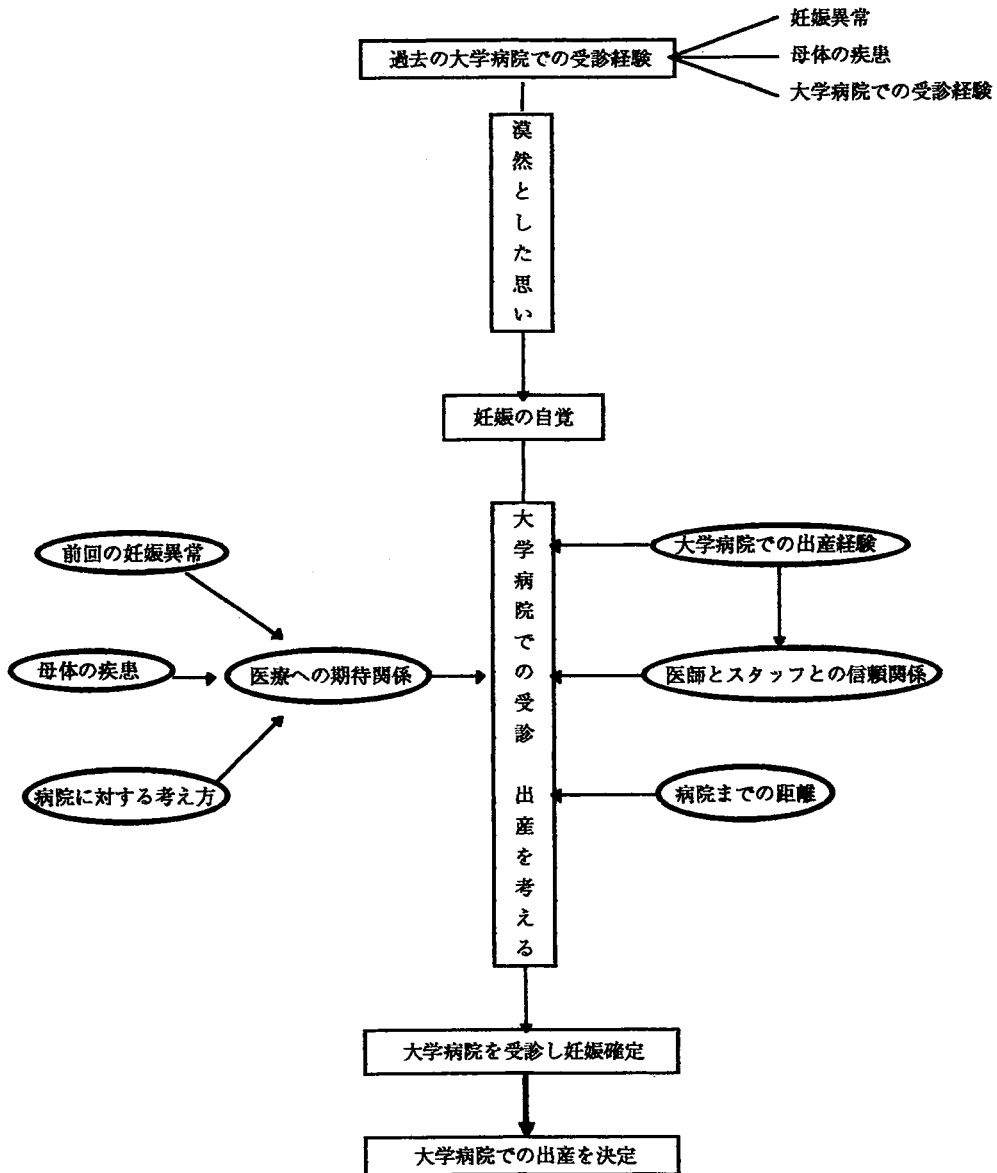 妊娠異常
過去の大学病院での受診経験
母体の疾患
大学病院での受診経験
漠然とした思い
妊娠の自覚
大学病院での受診 出産を考える
前回の妊娠異常
母体の疾患
病院に対する考え方
医療への期待関係
大学病院での出産経験
医師とスタッフとの信頼関係
病院までの距離
大学病院を受診し妊娠確定
大学病院での出産を決定